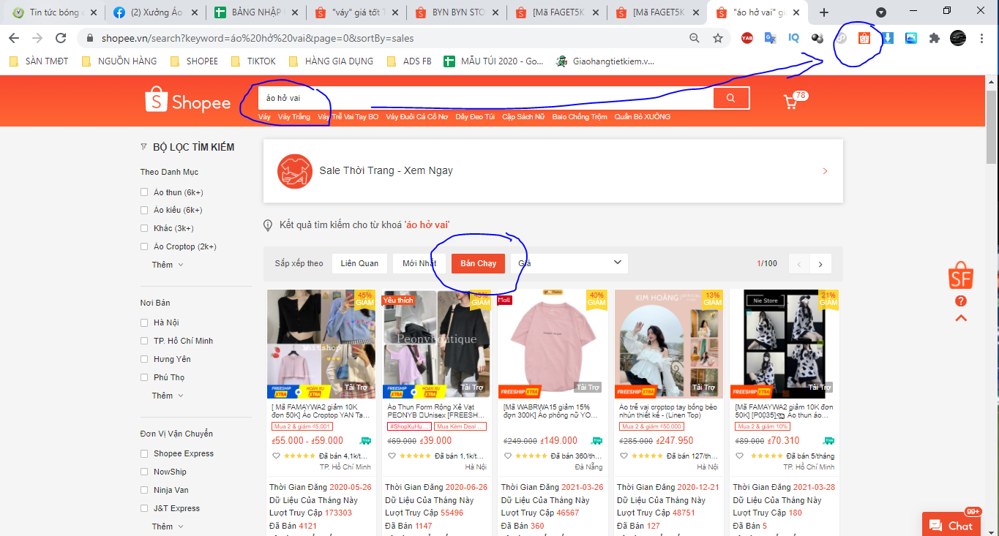 Tin tức bóng đ
(2) Xưởng Áo
BẢNG NHẬP
"váy" giá tốt T
BYN BYN STO
[Mã FAGET5K
[Mã FAGET5K
"áo hở vai" gi
shopee.vn/search?keyword=áo%20hở%20vai&page=0&sortBy=sales
YAB
IQ
SF
SÀN TMĐT
NGUỒN HÀNG
SHOPEE
TIKTOK
HÀNG GIA DỤNG
ADS FB
MẪU TÚI 2020 - Go...
Giaohangtietkiem.v...
Shopee
áo hở vai
78
Váy Váy Trắng Váy Trễ Vai Tay BO Váy Đuôi Cá Cổ Nơ Dây Đeo Túi Cặp Sách Nữ Balo Chống Trộm Quần Bò XUÔNG
BỘ LỌC TÌM KIẾM
Theo Danh Mục
Áo thun (6k+)
Áo kiểu (6k+)
Khác (3k+)
Áo Croptop (2k+)
Thêm
Nơi Bán
Hà Nội
TP. Hồ Chí Minh
Hưng Yên
Phú Thọ
Thêm
Đơn Vị Vận Chuyển
Shopee Express
NowShip
Ninja Van
J&T Express
Thêm
Sale Thời Trang - Xem Ngay
Kết quả tìm kiếm cho từ khoá 'áo hở vai'
Sắp xếp theo
Liên Quan
Mới Nhất
Bán Chạy
Giá
1/100
45%
GIẢM
FREESHIP XTRA
HOÀN XU XTRA
Tài Trợ
[ Mã FAMAYWA2 giảm 10K
đơn 50K] Áo Croptop YAN Ta...
Mua 2 & giảm ₫5.001
₫55.000 - ₫59.000
Đã bán 4,1k/t...
TP. Hồ Chí Minh
Thời Gian Đăng 2020-05-26
Dữ Liệu Của Tháng Này
Lượt Truy Cập 173303
Đã Bán 4121
Yêu thích
GIẢM
PeonyBoutique
Tài Trợ
Áo Thun Form Rộng Xẻ Vạt
PEONYB Unisex [FREESH...
#ShopXuHu...
Mua Kèm Deal ...
₫69.000 ₫39.000
Đã bán 1,1k/t...
Hà Nội
Thời Gian Đăng 2020-06-26
Dữ Liệu Của Tháng Này
Lượt Truy Cập 55496
Đã Bán 1147
Mall
40%
GIẢM
FREESHIP XTRA
Tài Trợ
[Mã WABRWA15 giảm 15%
đơn 300K] Áo phông nữ YO...
₫249.000 ₫149.000
Đã bán 360/th...
Đà Nẵng
Thời Gian Đăng 2021-03-26
Dữ Liệu Của Tháng Này
Lượt Truy Cập 46567
Đã Bán 360
KIM HOÀNG
13%
GIẢM
FREESHIP XTRA
Tài Trợ
Áo trễ vai croptop tay bồng bèo
nhún thiết kế - (Linen Top)
Mua 2 & giảm ₫50.000
₫285.000 ₫247.950
Đã bán 127/th...
Hà Nội
Thời Gian Đăng 2020-12-21
Dữ Liệu Của Tháng Này
Lượt Truy Cập 48751
Đã Bán 127
Nie Store
21%
GIẢM
FREESHIP XTRA
Tài Trợ
[Mã FAMAYWA2 giảm 10K đơn
50K] [P0035] Áo thun áo...
Mua 2 & giảm 10%
₫89.000 ₫70.310
Đã bán 5/tháng
TP. Hồ Chí Minh
Thời Gian Đăng 2021-03-28
Dữ Liệu Của Tháng Này
Lượt Truy Cập 180
Đã Bán 5
SF
?
99+
Chat